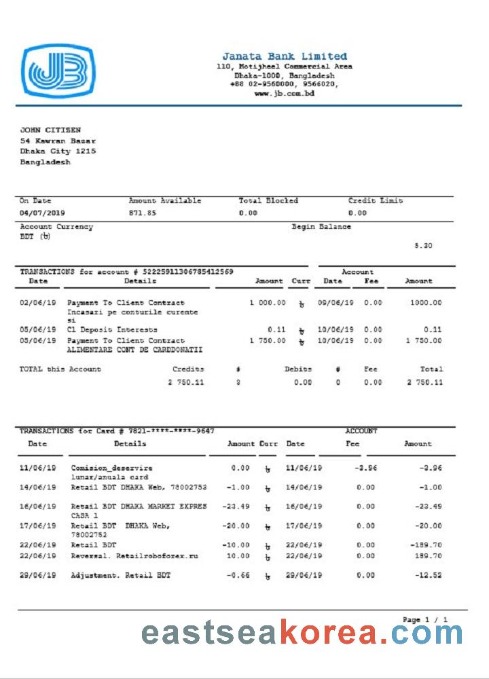 JB
Janata Bank Limited
110, Motijheel Commercial Area
Dhaka-1000, Bangladesh
+88 02-9560000, 9566020,
www.jb.com.bd
JOHN CITISEN
54 Kawran Bazar
Dhaka City 1215
Bangladesh
On Date Amount Available Total Blocked Credit Limit
04/07/2019 871.85 0.00 0.00
Account Currency Begin Balance
BDT (৳)
5.20
TRANSACTIONS for account # 52225911306785412569 Account
Date Details Amount Curr Date Fee Amount
02/06/19 Payment To Client Contract 1 000.00 ৳ 09/06/19 0.00 1000.00
Incasari pe conturile curente
si
05/06/19 Cl Deposit Interests 0.11 ৳ 10/06/19 0.00 0.11
05/06/19 Payment To Client Contract 1 750.00 ৳ 10/06/19 0.00 1 750.00
ALIMENTARE CONT DE CARDDONATII
TOTAL this Account Credits # Debits # Fee Total
2 750.11 0.00 0 0.00 2 750.11
TRANSACTIONS for Card # 7821-****-****-9647 ACCOUNT
Date Details Amount Curr Date Fee Amount
11/06/19 Comision_deservire 0.00 ৳ 11/06/19 -3.96 -3.96
lunar/anuala card
14/06/19 Retail BDT DHAKA Web, 78002752 -1.00 ৳ 14/06/19 0.00 -1.00
16/06/19 Retail BDT DHAKA MARKET EXPRES -23.49 ৳ 16/06/19 0.00 -23.49
CASA 1
17/06/19 Retail BDT DHAKA Web, -20.00 ৳ 17/06/19 0.00 -20.00
78002752
22/06/19 Retail BDT -10.00 ৳ 22/06/19 0.00 -189.70
22/06/19 Reversal. Retailroboforex.ru 10.00 ৳ 22/06/19 0.00 189.70
29/06/19 Adjustment. Retail BDT -0.66 ৳ 29/06/19 0.00 -12.52
Page 1 / 1
eastseakorea.com